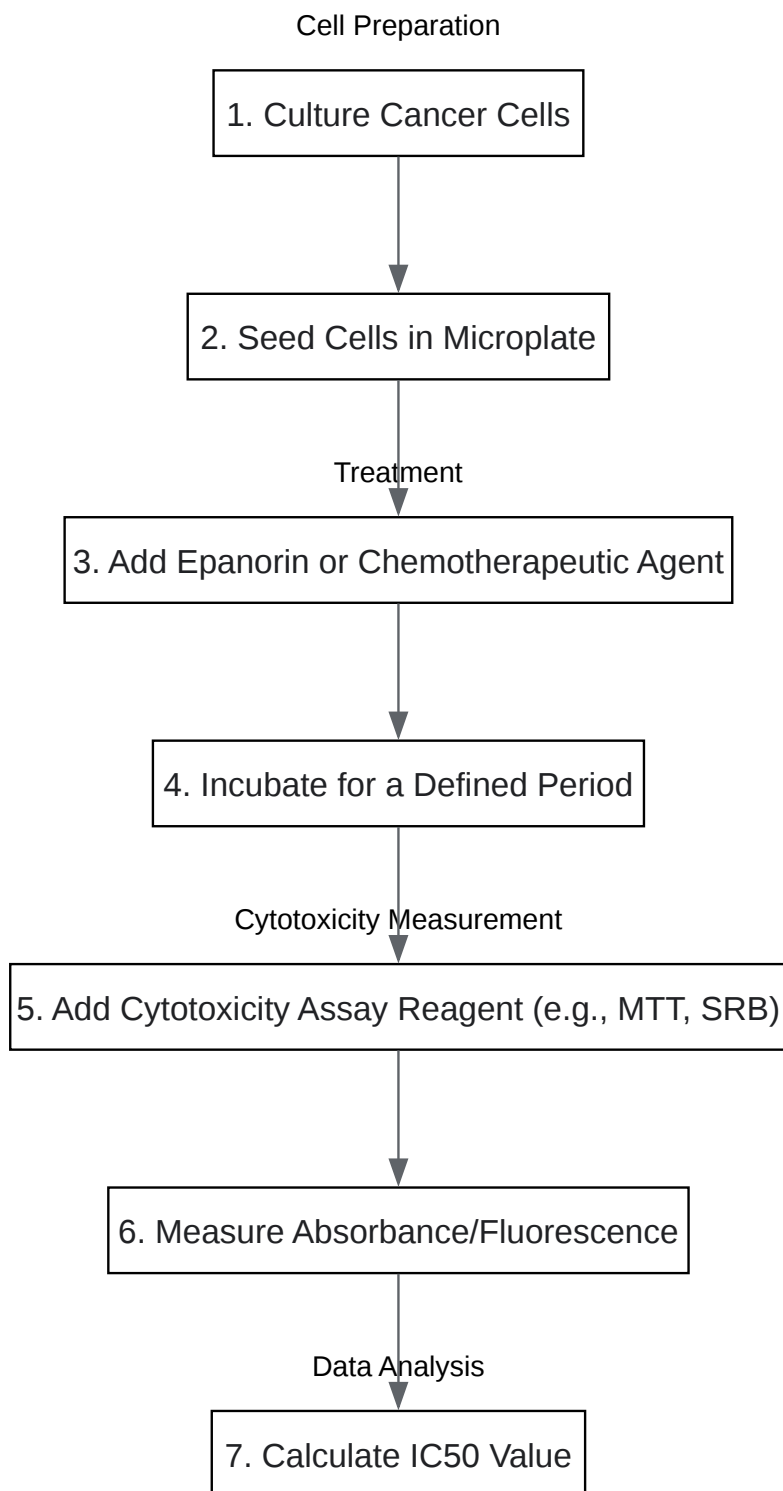 Cell Preparation
1. Culture Cancer Cells
2. Seed Cells in Microplate
Treatment
3. Add Epanorin or Chemotherapeutic Agent
4. Incubate for a Defined Period
Cytotoxicity Measurement
5. Add Cytotoxicity Assay Reagent (e.g., MTT, SRB)
6. Measure Absorbance/Fluorescence
Data Analysis
7. Calculate IC50 Value